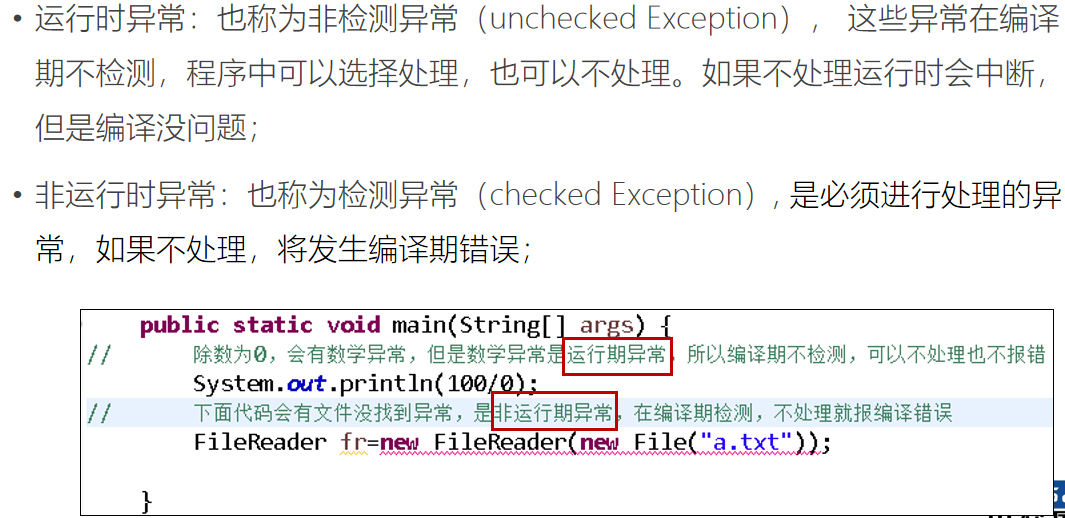 • 运行时异常：也称为非检测异常（unchecked Exception）， 这些异常在编译
期不检测，程序中可以选择处理，也可以不处理。如果不处理运行时会中断，
但是编译没问题；
• 非运行时异常：也称为检测异常（checked Exception），是必须进行处理的异
常，如果不处理，将发生编译期错误；
public static void main(String[] args) {
// 除数为0，会有数学异常，但是数学异常是运行期异常，所以编译期不检测，可以不处理也不报错
System.out.println(100/0);
// 下面代码会有文件没找到异常，是非运行期异常，在编译期检测，不处理就报编译错误
FileReader fr=new FileReader(new File("a.txt"));
}